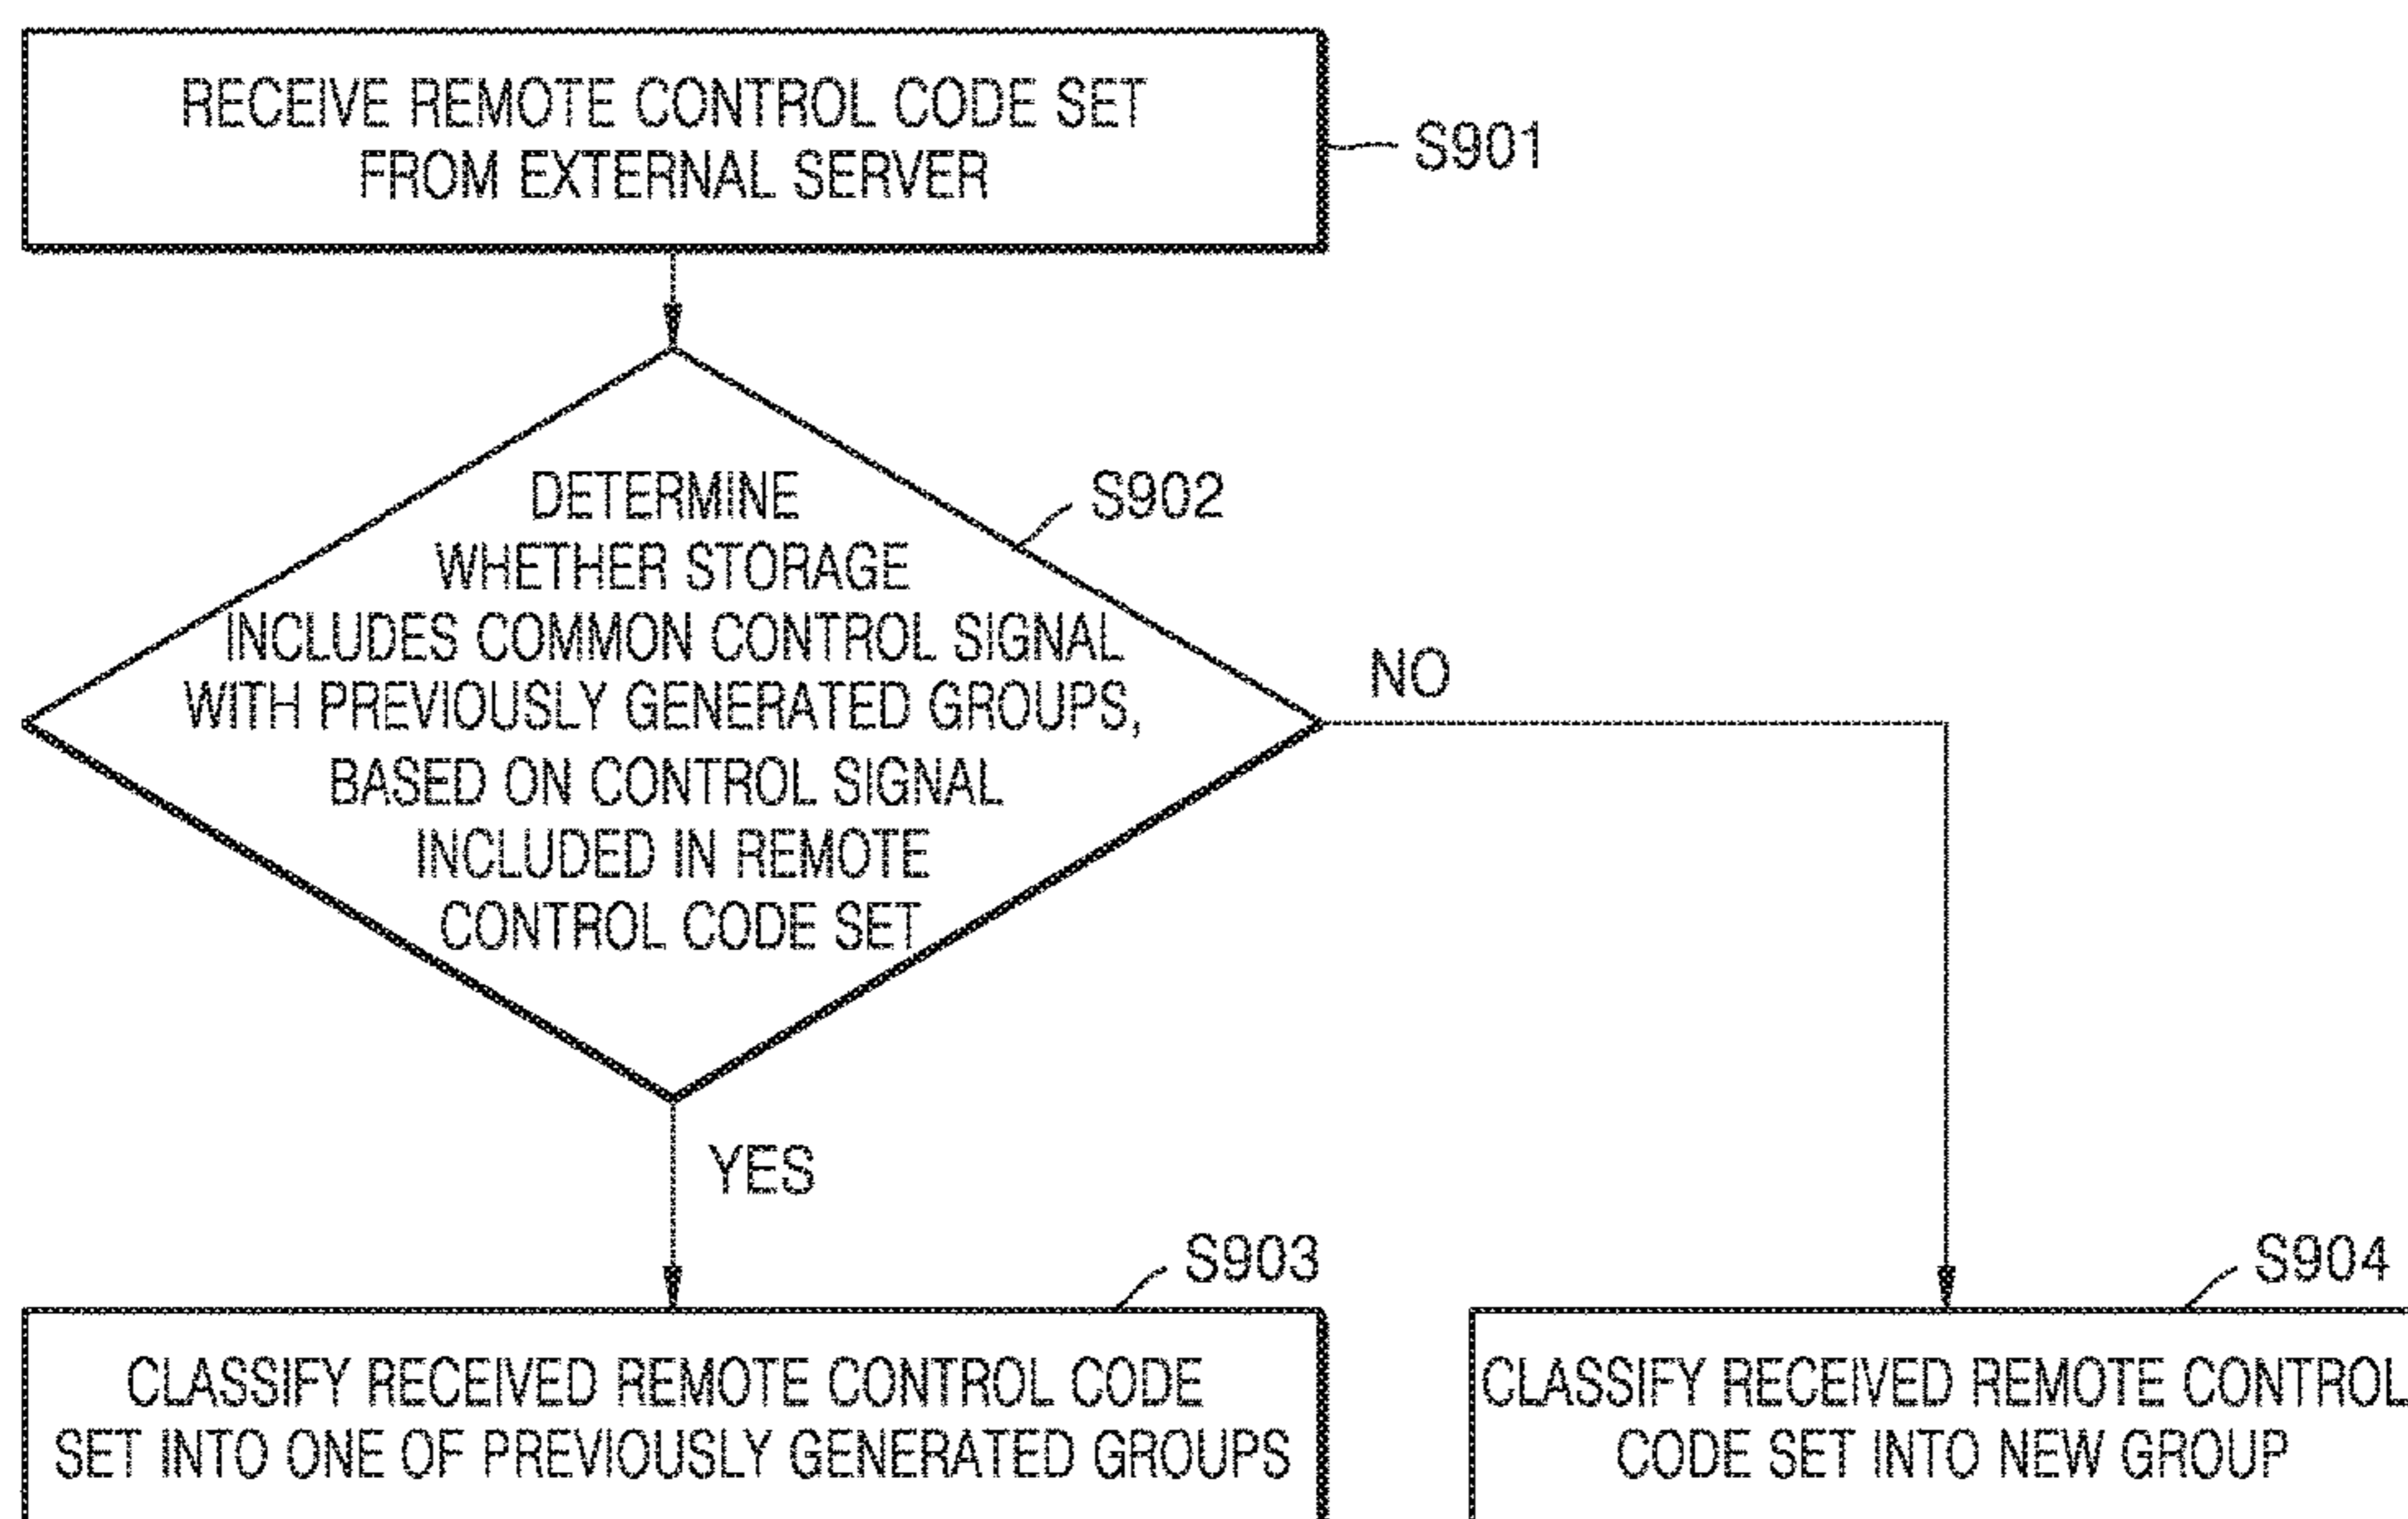 RECEIVE REMOTE CONTROL CODE SET
FROM EXTERNAL SERVER
S901
DETERMINE
WHETHER STORAGE
INCLUDES COMMON CONTROL SIGNAL
WITH PREVIOUSLY GENERATED GROUPS,
BASED ON CONTROL SIGNAL
INCLUDED IN REMOTE
CONTROL CODE SET
S902
NO
YES
S903
CLASSIFY RECEIVED REMOTE CONTROL CODE
SET INTO ONE OF PREVIOUSLY GENERATED GROUPS
S904
CLASSIFY RECEIVED REMOTE CONTROL
CODE SET INTO NEW GROUP